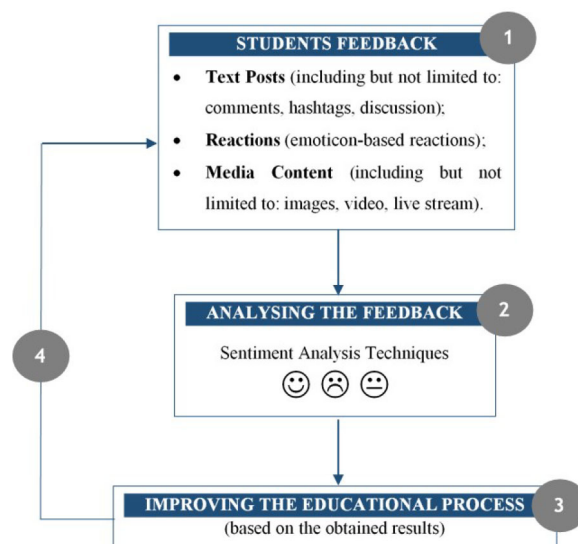 1
STUDENTS FEEDBACK
• Text Posts (including but not limited to:
comments, hashtags, discussion);
• Reactions (emoticon-based reactions);
• Media Content (including but not
limited to: images, video, live stream).
2
ANALYSING THE FEEDBACK
Sentiment Analysis Techniques
4
3
IMPROVING THE EDUCATIONAL PROCESS
(based on the obtained results)